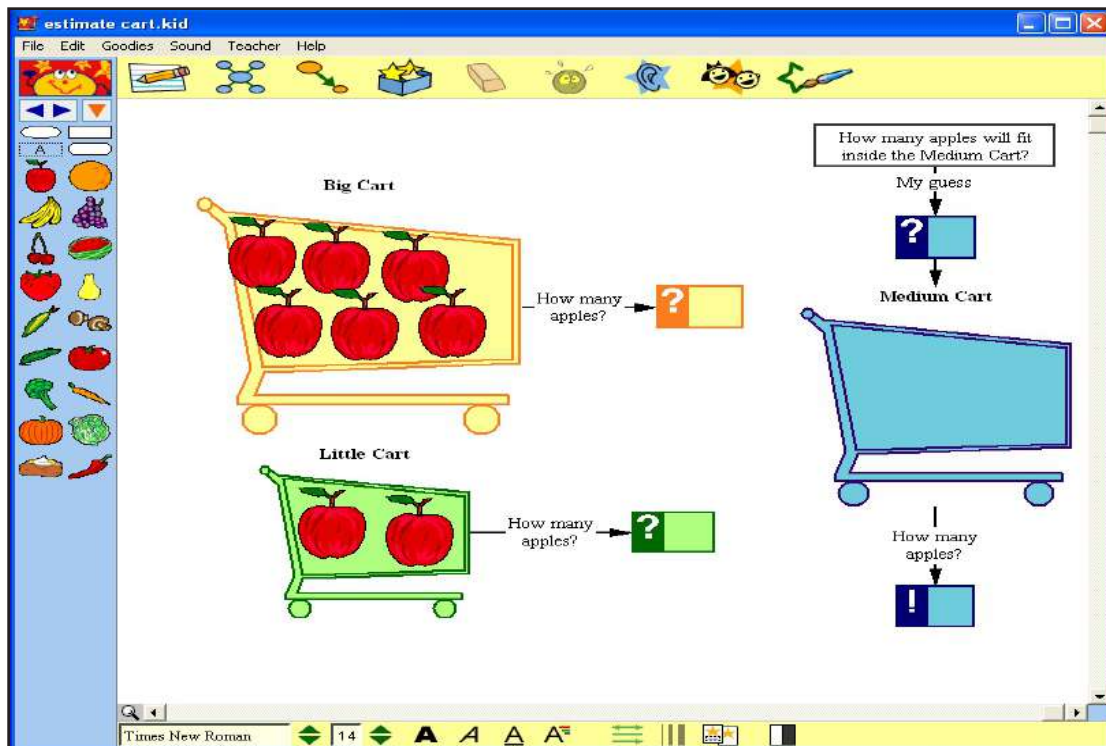 estimate cart.kid
File Edit Goodies Sound Teacher Help
A
How many apples will fit
inside the Medium Cart?
My guess
?
Big Cart
How many
apples?
?
Medium Cart
Little Cart
How many
apples?
?
How many
apples?
!
Times New Roman 14 A A A A